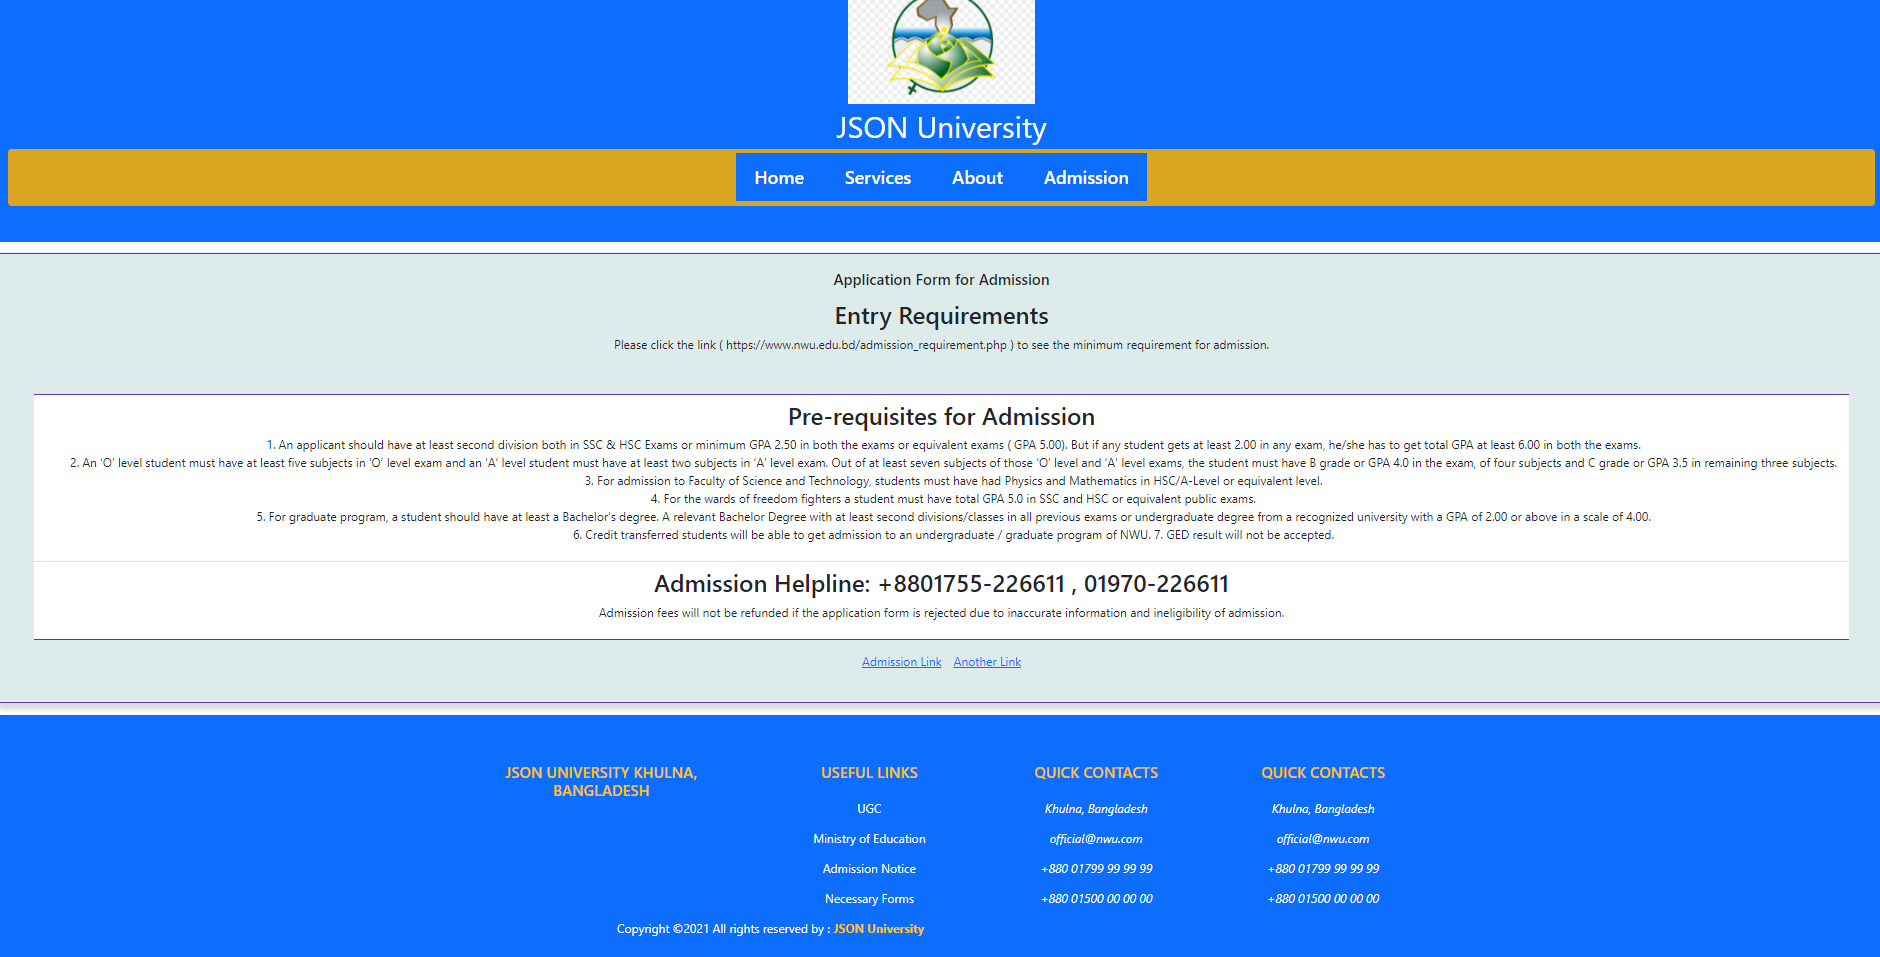 JSON University
Home Services About Admission
Application Form for Admission
Entry Requirements
Please click the link ( https://www.nwu.edu.bd/admission_requirement.php ) to see the minimum requirement for admission.
Pre-requisites for Admission
1. An applicant should have at least second division both in SSC & HSC Exams or minimum GPA 2.50 in both the exams or equivalent exams ( GPA 5.00). But if any student gets at least 2.00 in any exam, he/she has to get total GPA at least 6.00 in both the exams.
2. An ‘O’ level student must have at least five subjects in ‘O’ level exam and an ‘A’ level student must have at least two subjects in ‘A’ level exam. Out of at least seven subjects of those ‘O’ level and ‘A’ level exams, the student must have B grade or GPA 4.0 in the exam, of four subjects and C grade or GPA 3.5 in remaining three subjects.
3. For admission to Faculty of Science and Technology, students must have had Physics and Mathematics in HSC/A-Level or equivalent level.
4. For the wards of freedom fighters a student must have total GPA 5.0 in SSC and HSC or equivalent public exams.
5. For graduate program, a student should have at least a Bachelor’s degree. A relevant Bachelor Degree with at least second divisions/classes in all previous exams or undergraduate degree from a recognized university with a GPA of 2.00 or above in a scale of 4.00.
6. Credit transferred students will be able to get admission to an undergraduate / graduate program of NWU. 7. GED result will not be accepted.
Admission Helpline: +8801755-226611 , 01970-226611
Admission fees will not be refunded if the application form is rejected due to inaccurate information and ineligibility of admission.
Admission Link Another Link
JSON UNIVERSITY KHULNA,
BANGLADESH
USEFUL LINKS
UGC
Ministry of Education
Admission Notice
Necessary Forms
QUICK CONTACTS
Khulna, Bangladesh
official@nwu.com
+880 01799 99 99 99
+880 01500 00 00 00
QUICK CONTACTS
Khulna, Bangladesh
official@nwu.com
+880 01799 99 99 99
+880 01500 00 00 00
Copyright ©2021 All rights reserved by : JSON University